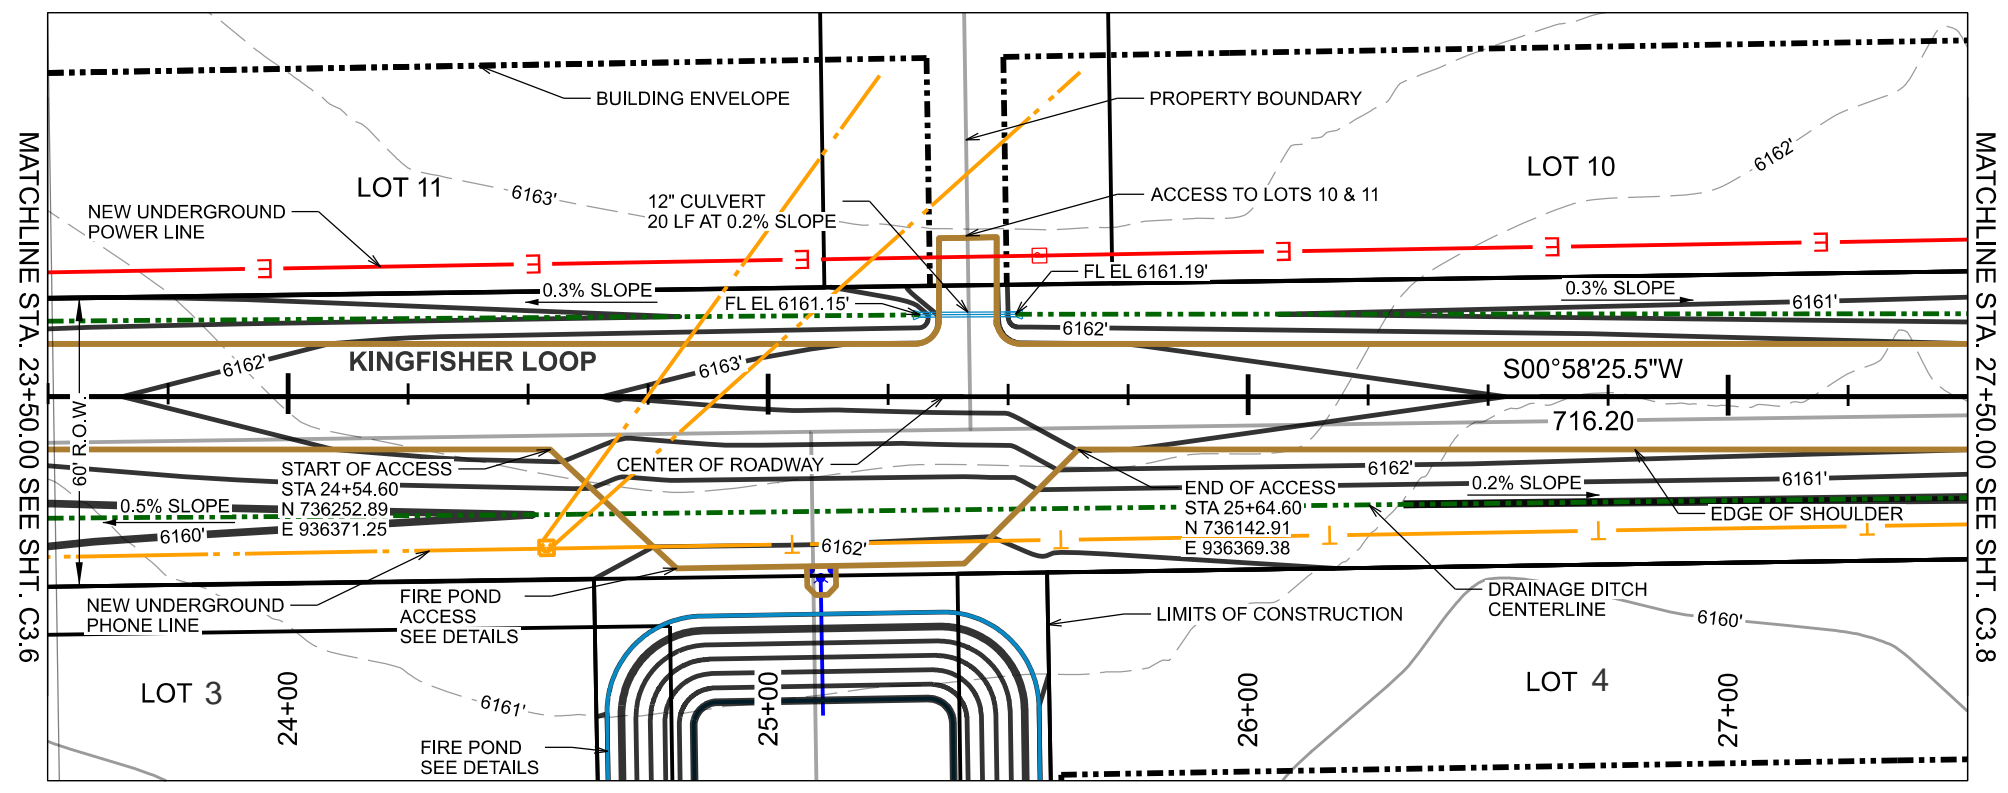 MATCHLINE STA. 23+50.00 SEE SHT. C3.6
BUILDING ENVELOPE
PROPERTY BOUNDARY
LOT 11
6163'
LOT 10
6162'
NEW UNDERGROUND
POWER LINE
12" CULVERT
20 LF AT 0.2% SLOPE
ACCESS TO LOTS 10 & 11
E
E
E
E
E
E
FL EL 6161.19'
0.3% SLOPE
FL EL 6161.15'
0.3% SLOPE
6161'
6162'
KINGFISHER LOOP
6162'
6163'
S00°58'25.5"W
716.20
60' R.O.W.
START OF ACCESS
STA 24+54.60
N 736252.89
E 936371.25
CENTER OF ROADWAY
END OF ACCESS
STA 25+64.60
N 736142.91
E 936369.38
6162'
0.2% SLOPE
6161'
EDGE OF SHOULDER
0.5% SLOPE
6160'
T
6162'
T
T
T
T
NEW UNDERGROUND
PHONE LINE
FIRE POND
ACCESS
SEE DETAILS
LIMITS OF CONSTRUCTION
DRAINAGE DITCH
CENTERLINE
6160'
LOT 3
24+00
6161'
25+00
26+00
LOT 4
27+00
FIRE POND
SEE DETAILS
MATCHLINE STA. 27+50.00 SEE SHT. C3.8